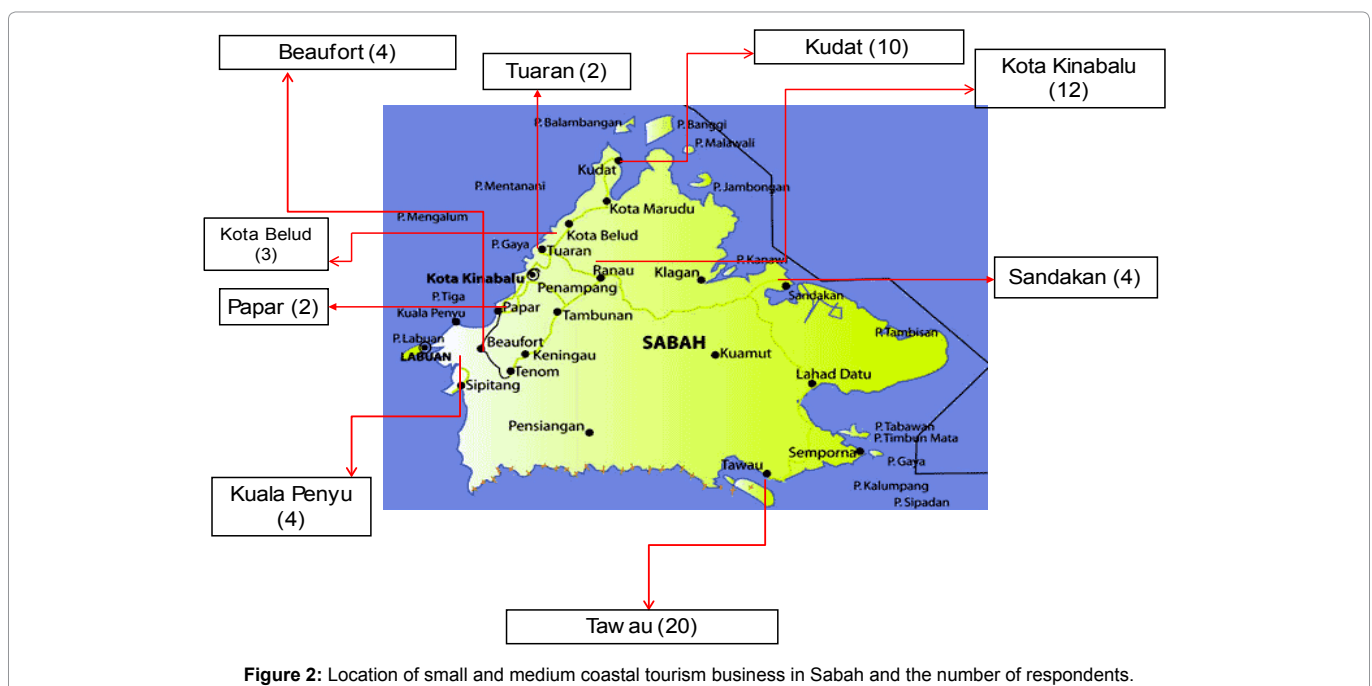 Beaufort (4)
Kudat (10)
Tuaran (2)
Kota Kinabalu
(12)
P. Balambangan
P. Banggi
P. Malawali
Kudat
P. Mentanani
P. Jambongan
Kota Marudu
P. Mengalum
Kota Belud
(3)
Kota Belud
P. Gaya
Tuaran
P. Kanawi
Kota Kinabalu
Ranau
Klagan
Sandakan (4)
Penampang
Sandakan
P. Tiga
Papar (2)
Papar
Kuala Penyu
Tambunan
P. Tambisan
P. Labuan
LABUAN
Beaufort
SABAH
Keningau
Kuamut
Tenom
Sipitang
Lahad Datu
Pensiangan
P. Tabawan
P. Timbun Mata
Semporna
P. Gaya
Tawau
P. Kalumpang
P. Sipadan
Kuala Penyu
(4)
Taw au (20)
Figure 2: Location of small and medium coastal tourism business in Sabah and the number of respondents.